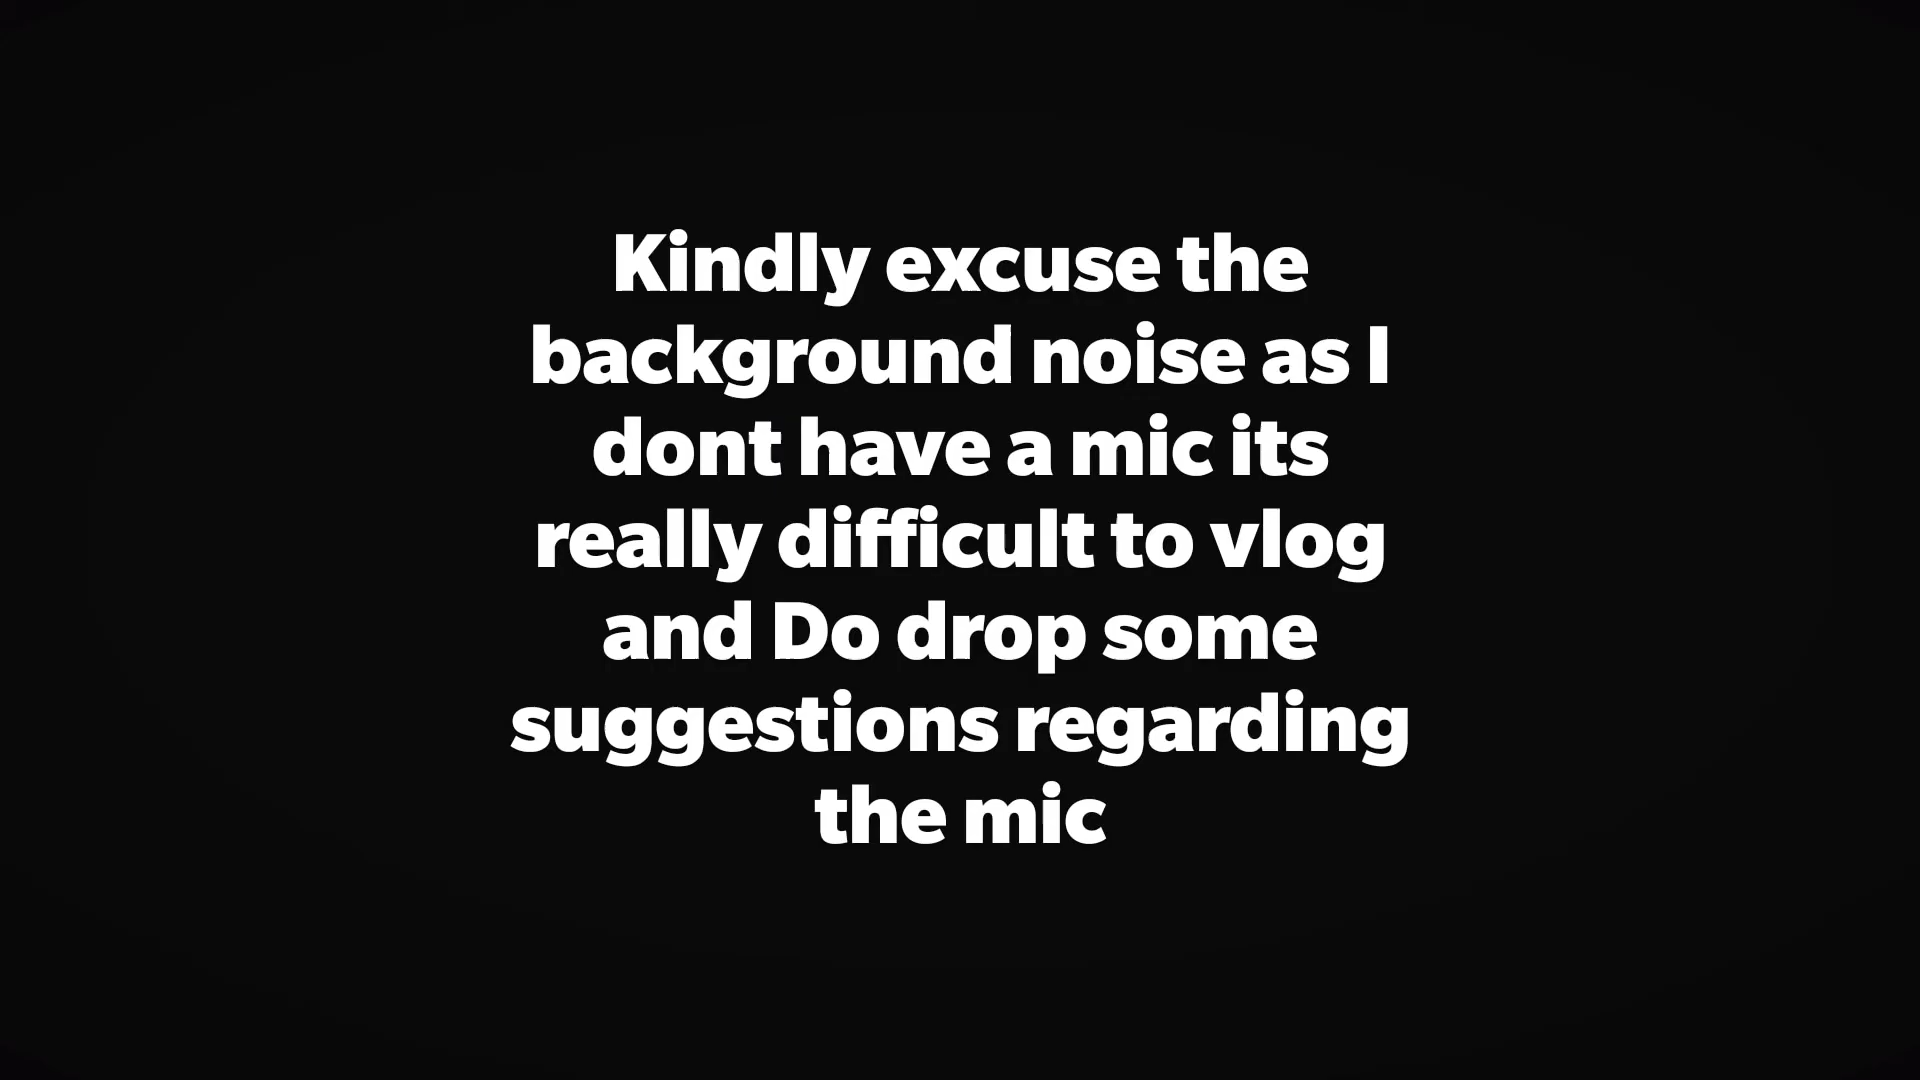 Kindly excuse the
background noise as I
dont have a mic its
really difficult to vlog
and Do drop some
suggestions regarding
the mic